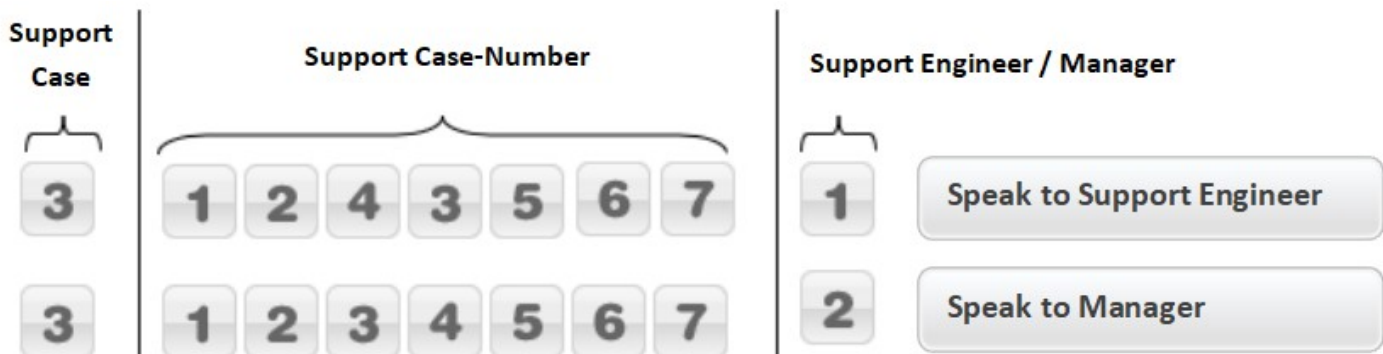 Support
Case
Support Case-Number
Support Engineer / Manager
3 1 2 4 3 5 6 7 1 Speak to Support Engineer
3 1 2 3 4 5 6 7 2 Speak to Manager